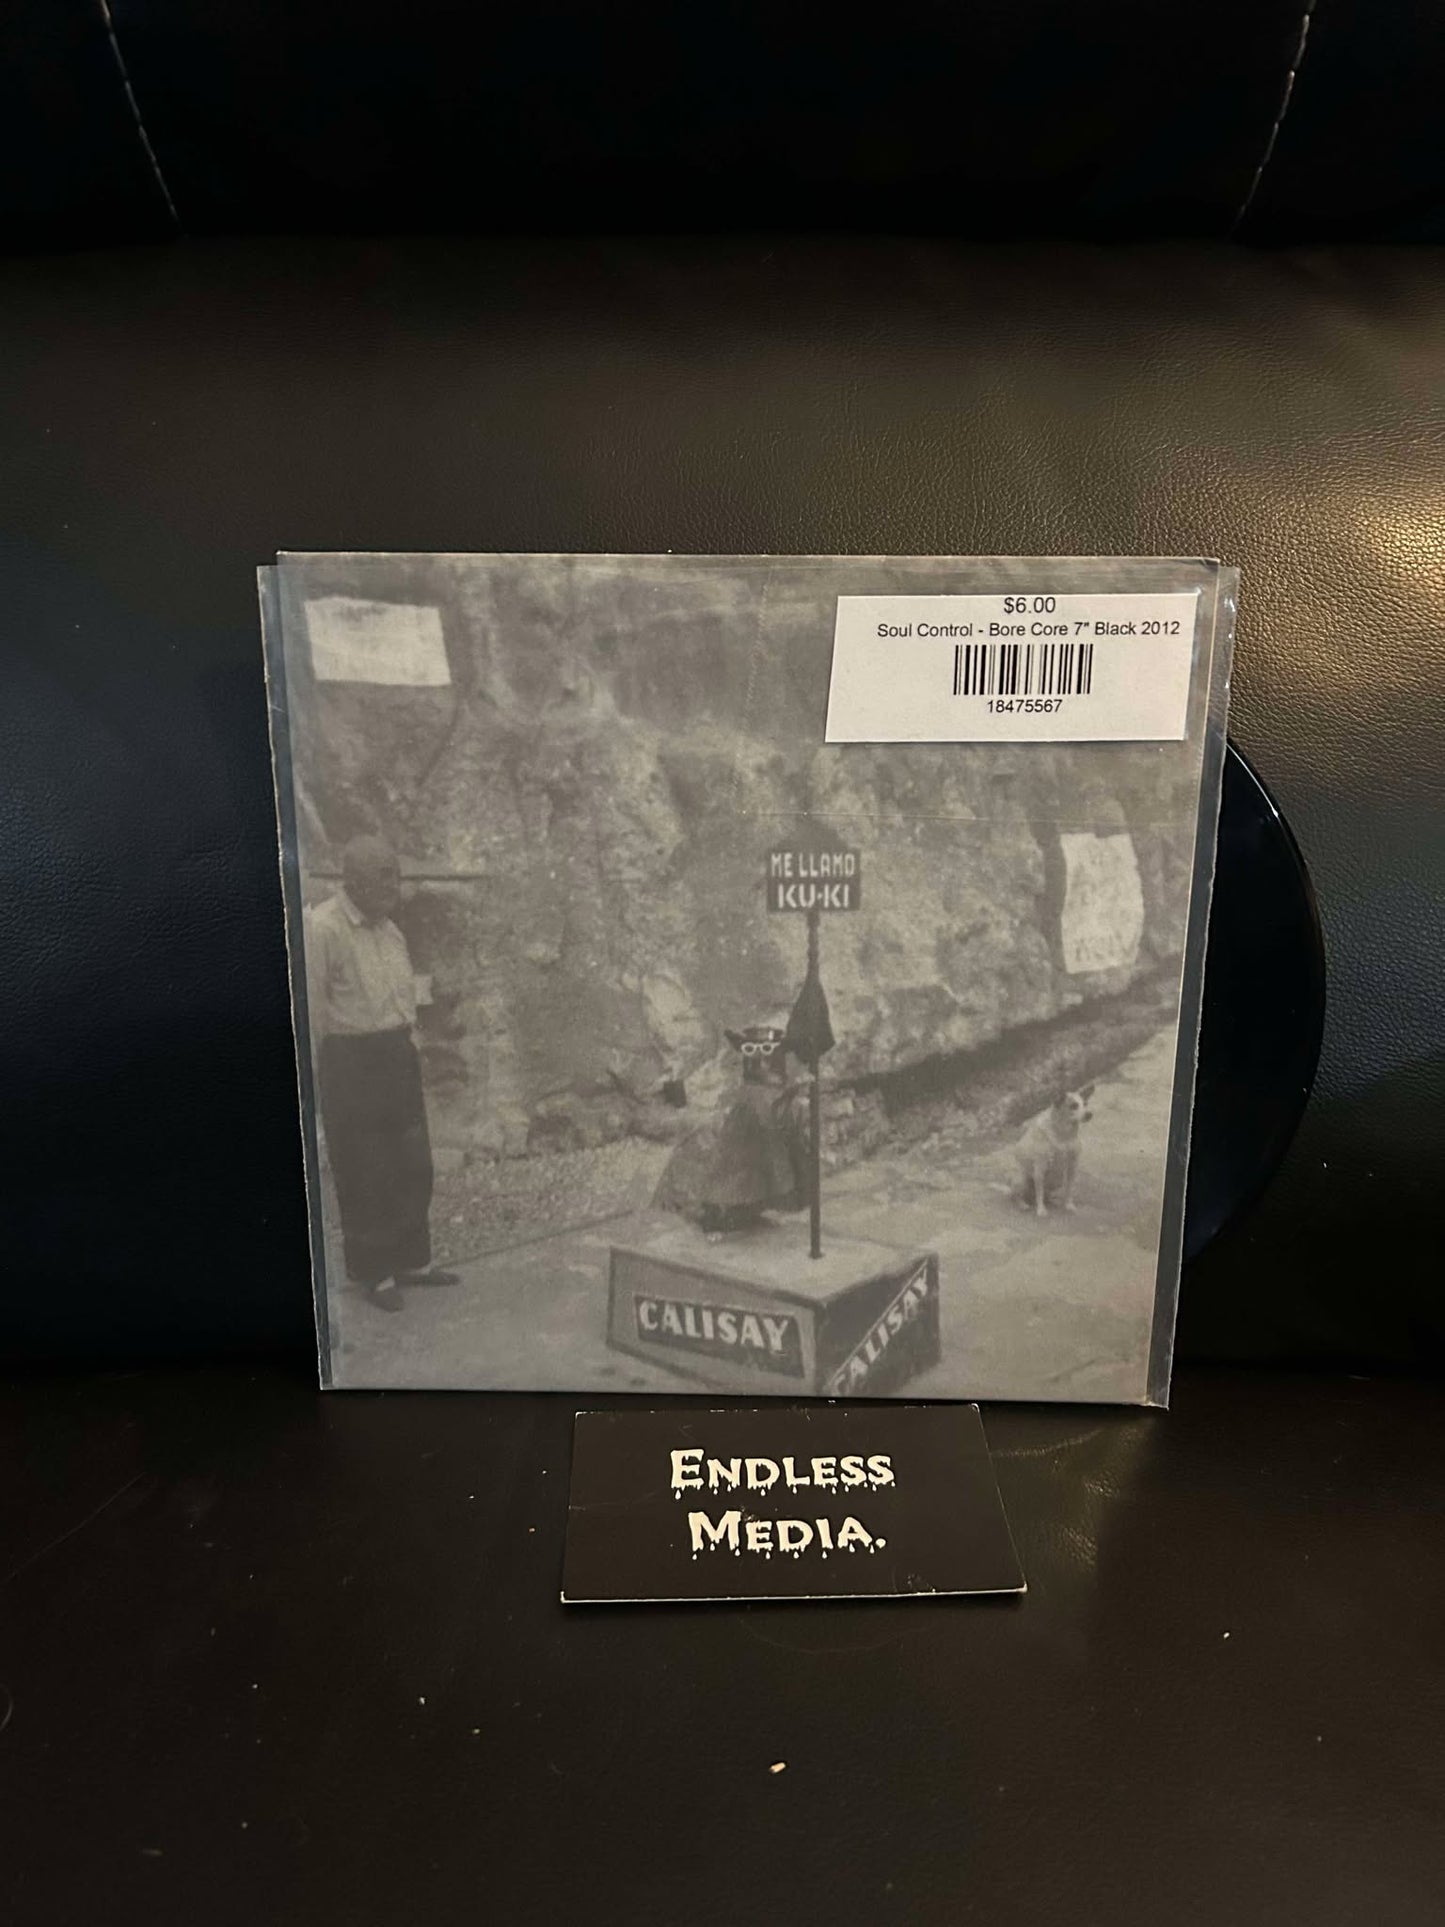 $6.00
Soul Control - Bore Core 7" Black 2012
18475567
ME LLAMO
KU-KI
CALISAY
CALISAY
ENDLESS
MEDIA.